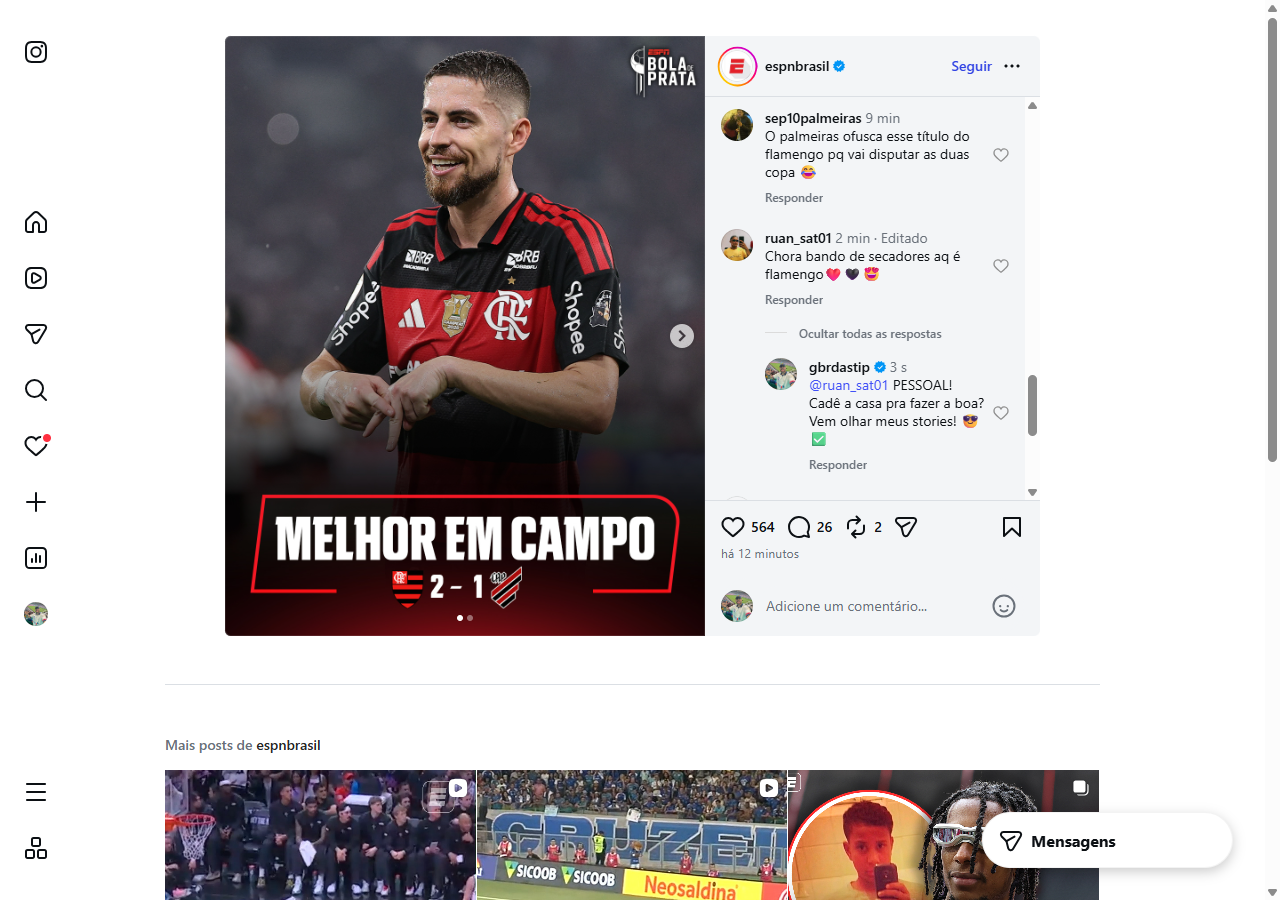 ESPN
BOLA DE
PRATA
BRB
BRB
Shopee
Shopee
CRF
MELHOR EM CAMPO
2 - 1
CAP
espnbrasil
Seguir
sep10palmeiras 9 min
O palmeiras ofusca esse título do
flamengo pq vai disputar as duas
copa 😂
Responder
ruan_sat01 2 min · Editado
Chora bando de secadores aq é
flamengo❤️🖤😍
Responder
Ocultar todas as respostas
gbrdastip 3 s
@ruan_sat01 PESSOAL!
Cadê a casa pra fazer a boa?
Vem olhar meus stories! 😎
✅
Responder
564 26 2
há 12 minutos
Adicione um comentário...
Mais posts de espnbrasil
CRUZEI
SICOOB SICOOB Neosaldina
Mensagens